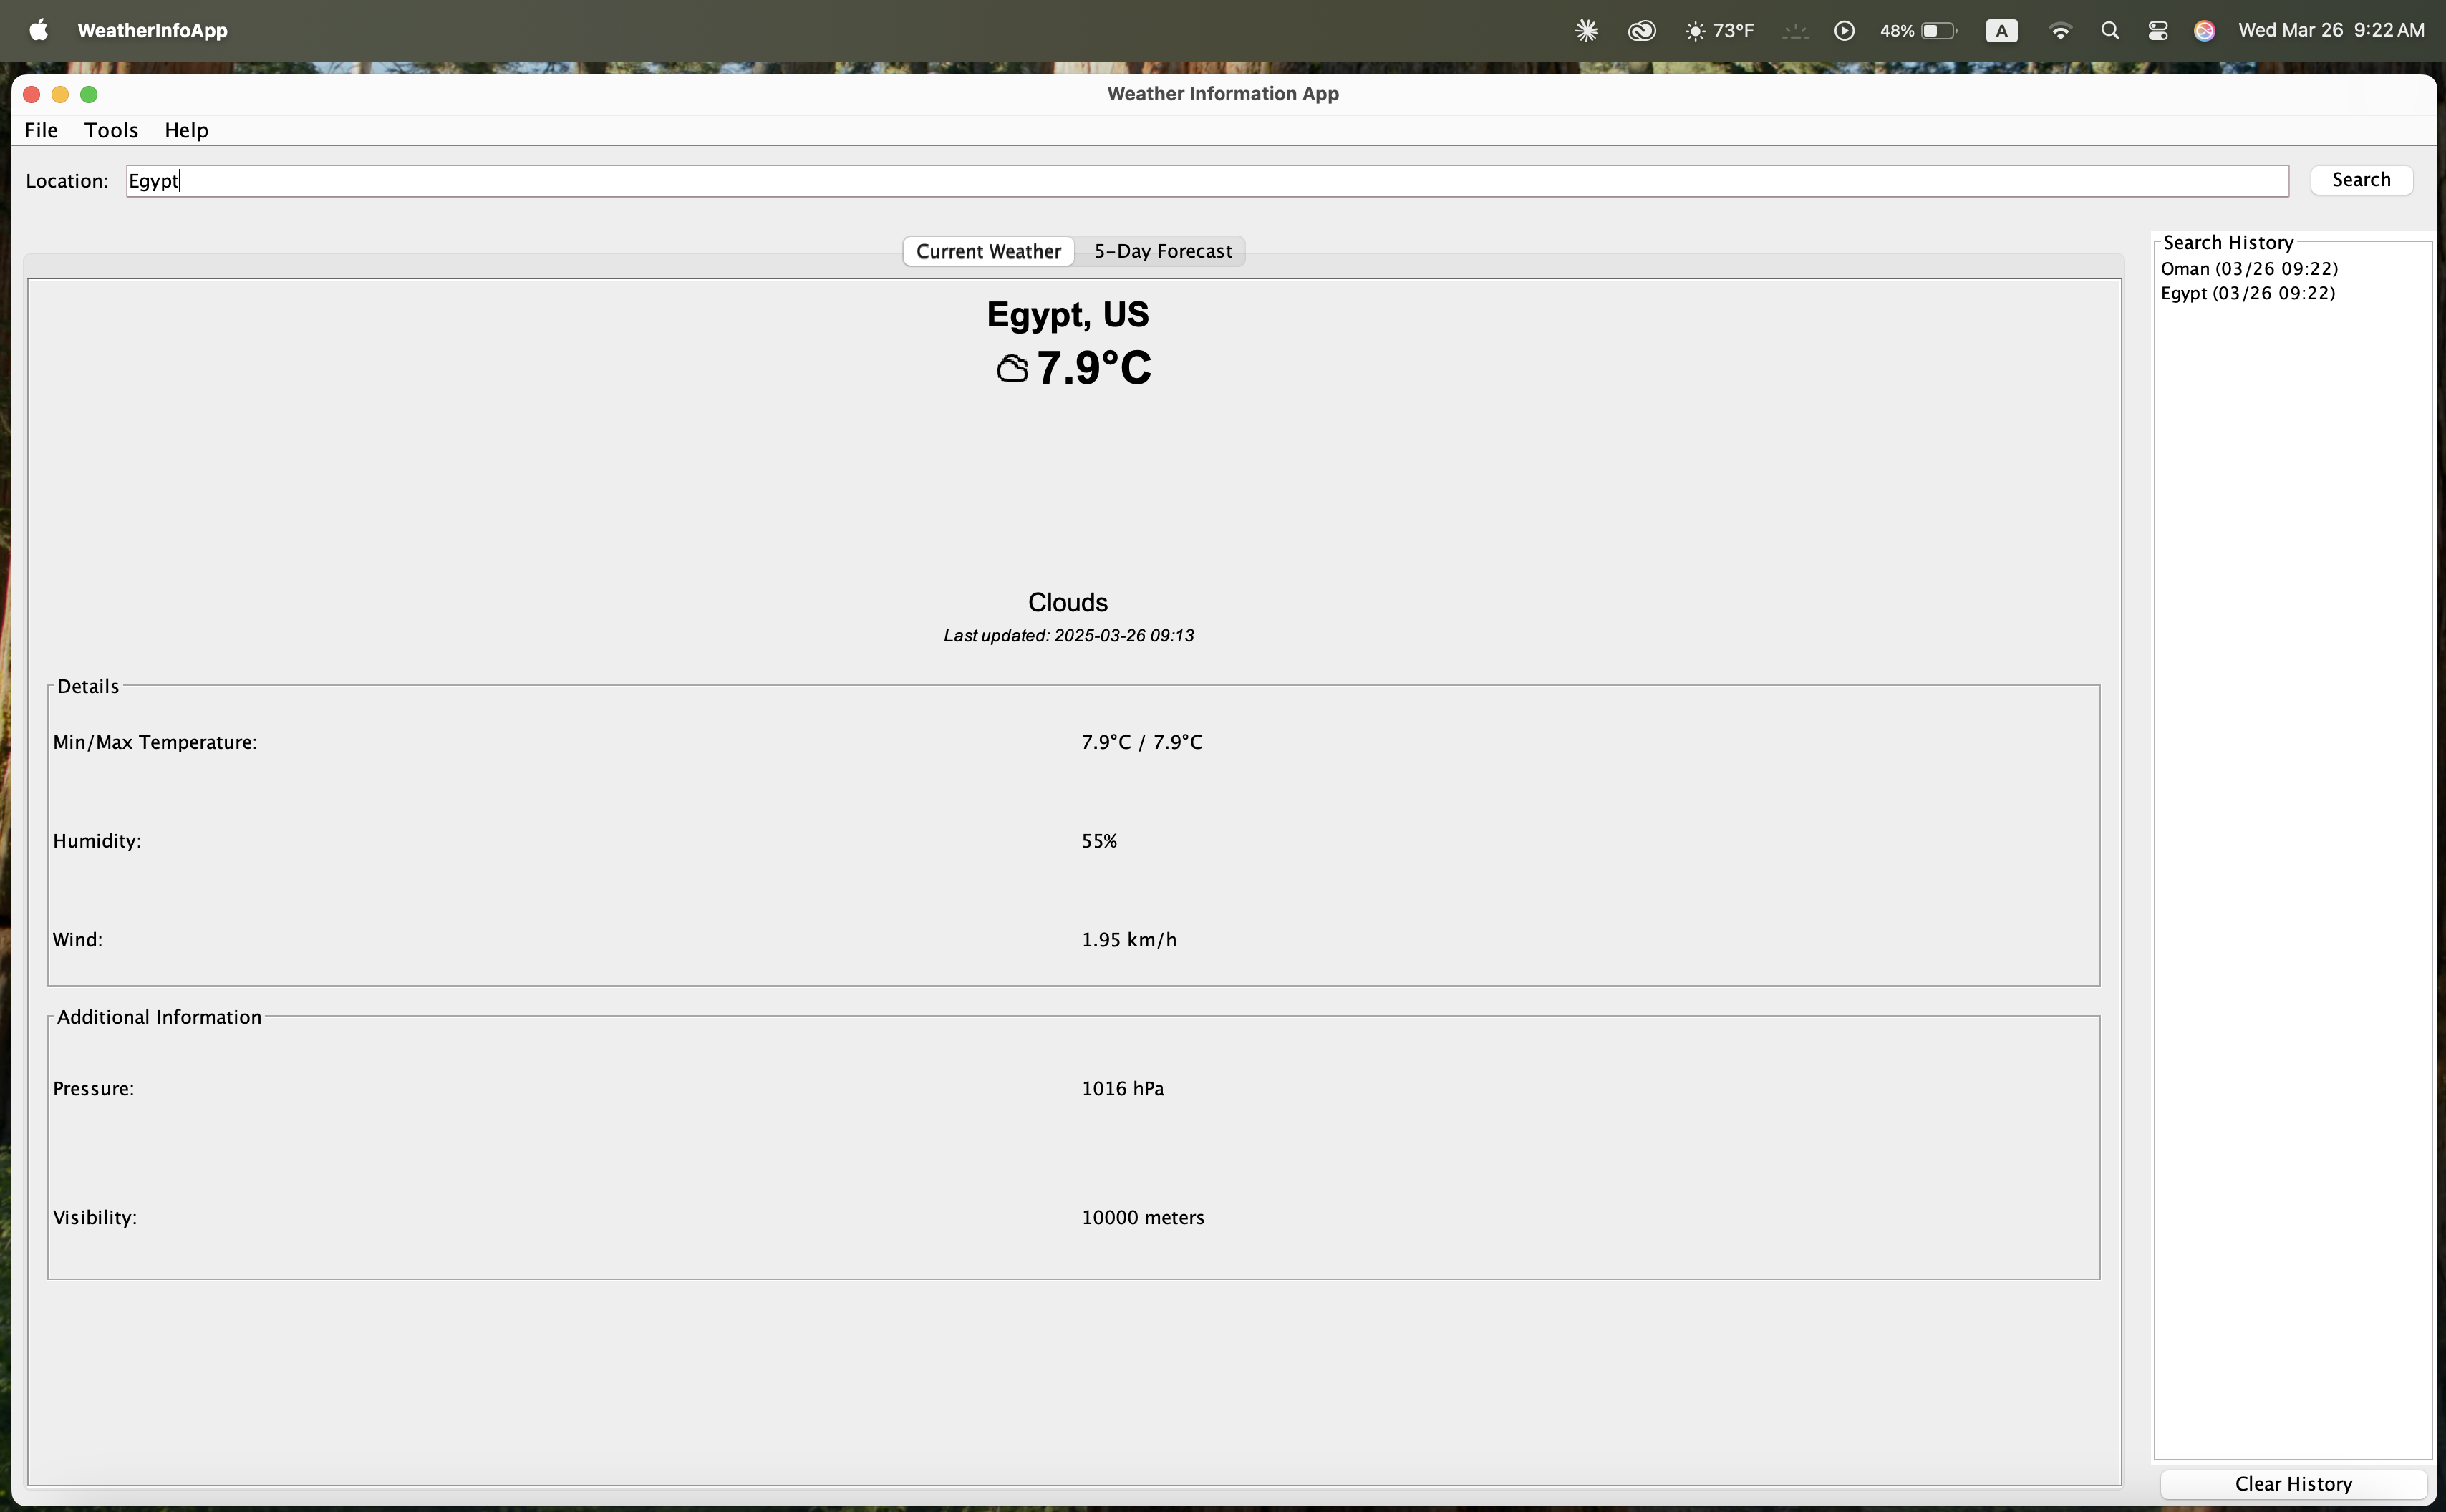 WeatherInfoApp 73°F 48% A Wed Mar 26 9:22 AM
Weather Information App
File Tools Help
Location: Egypt Search
Current Weather 5-Day Forecast
Egypt, US
7.9°C
Clouds
Last updated: 2025-03-26 09:13
Details
Min/Max Temperature: 7.9°C / 7.9°C
Humidity: 55%
Wind: 1.95 km/h
Additional Information
Pressure: 1016 hPa
Visibility: 10000 meters
Search History
Oman (03/26 09:22)
Egypt (03/26 09:22)
Clear History